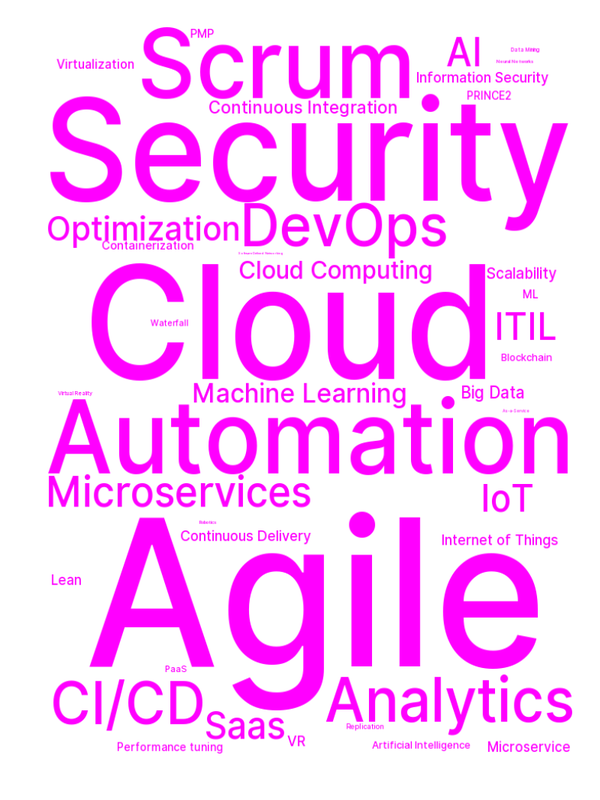 PMP
Scrum
AI
Data Mining
Virtualization
Information Security
PRINCE2
Continuous Integration
Security
Optimization
DevOps
Containerization
Cloud Computing
Scalability
Cloud
ML
Waterfall
ITIL
Blockchain
Machine Learning
Big Data
Virtual Reality
Automation
Microservices
IoT
Robotics
Agile
Continuous Delivery
Internet of Things
Lean
PaaS
CI/CD
Analytics
Saas
Replication
VR
Performance tuning
Artificial Intelligence
Microservice